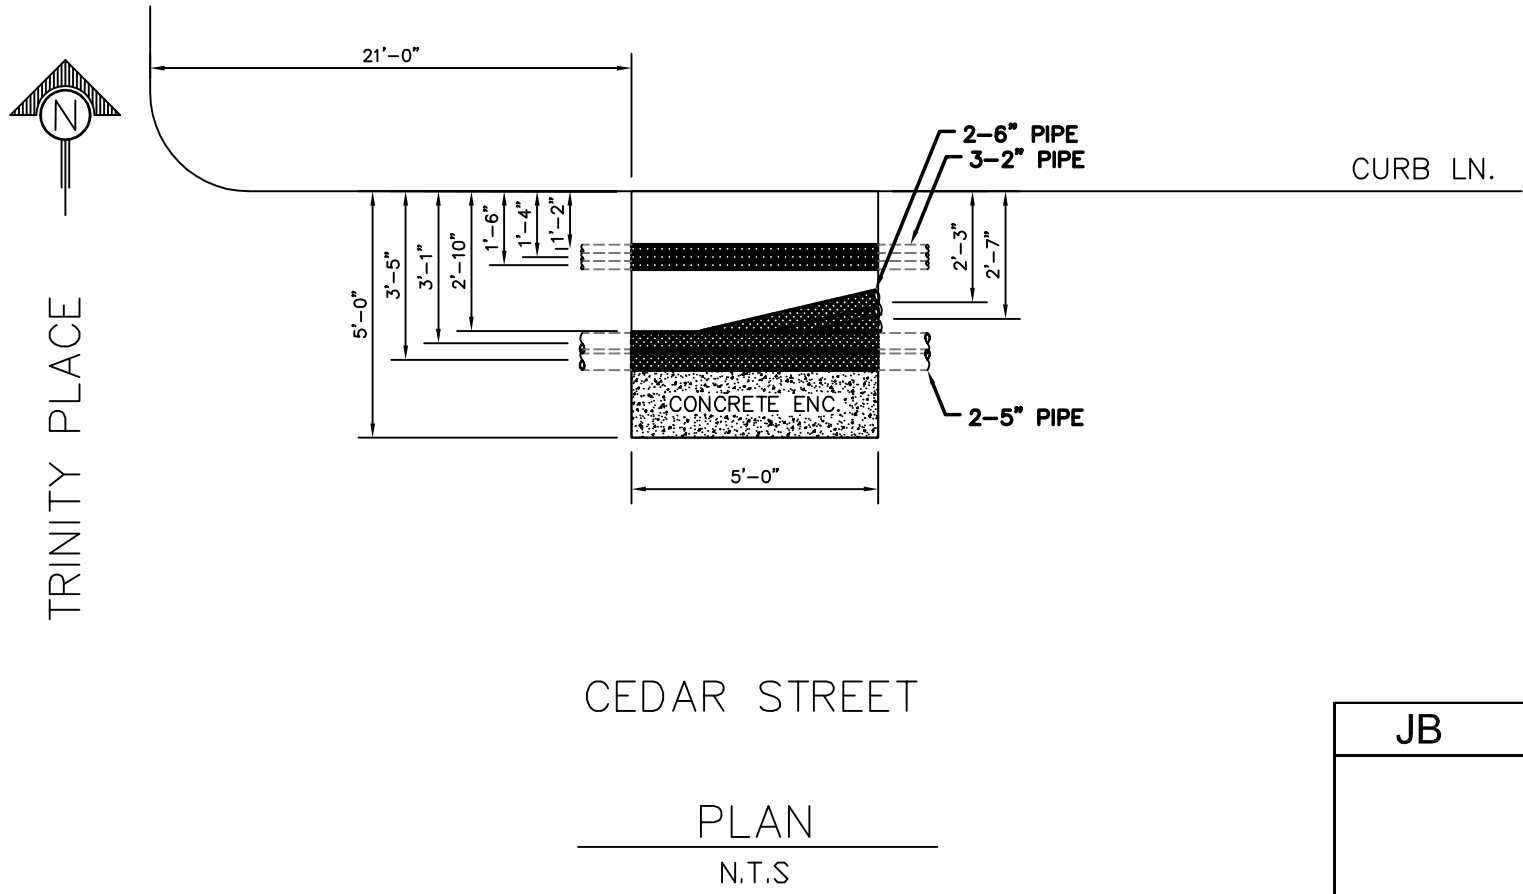 21'-0"
N
2-6" PIPE
3-2" PIPE
CURB LN.
5'-0"
3'-5"
3'-1"
2'-10"
1'-6"
1'-4"
1'-2"
2'-3"
2'-7"
CONCRETE ENC.
2-5" PIPE
5'-0"
TRINITY PLACE
CEDAR STREET
JB
PLAN
N.T.S